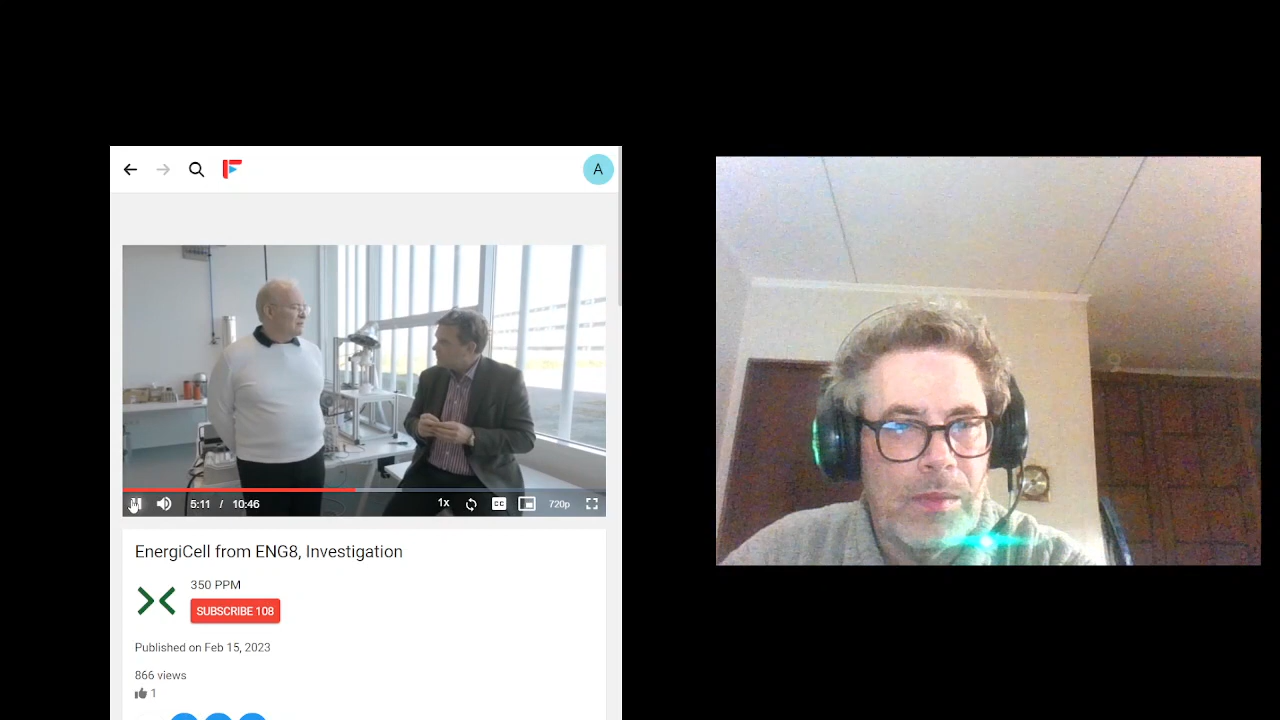 A
5:11 / 10:46
1x
CC
720p
EnergiCell from ENG8, Investigation
350 PPM
SUBSCRIBE 108
Published on Feb 15, 2023
866 views
1